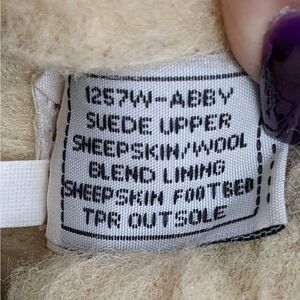 1257W-ABBY
SUEDE UPPER
SHEEPSKIN/WOOL
BLEND LINING
SHEEPSKIN FOOTBED
TPR OUTSOLE